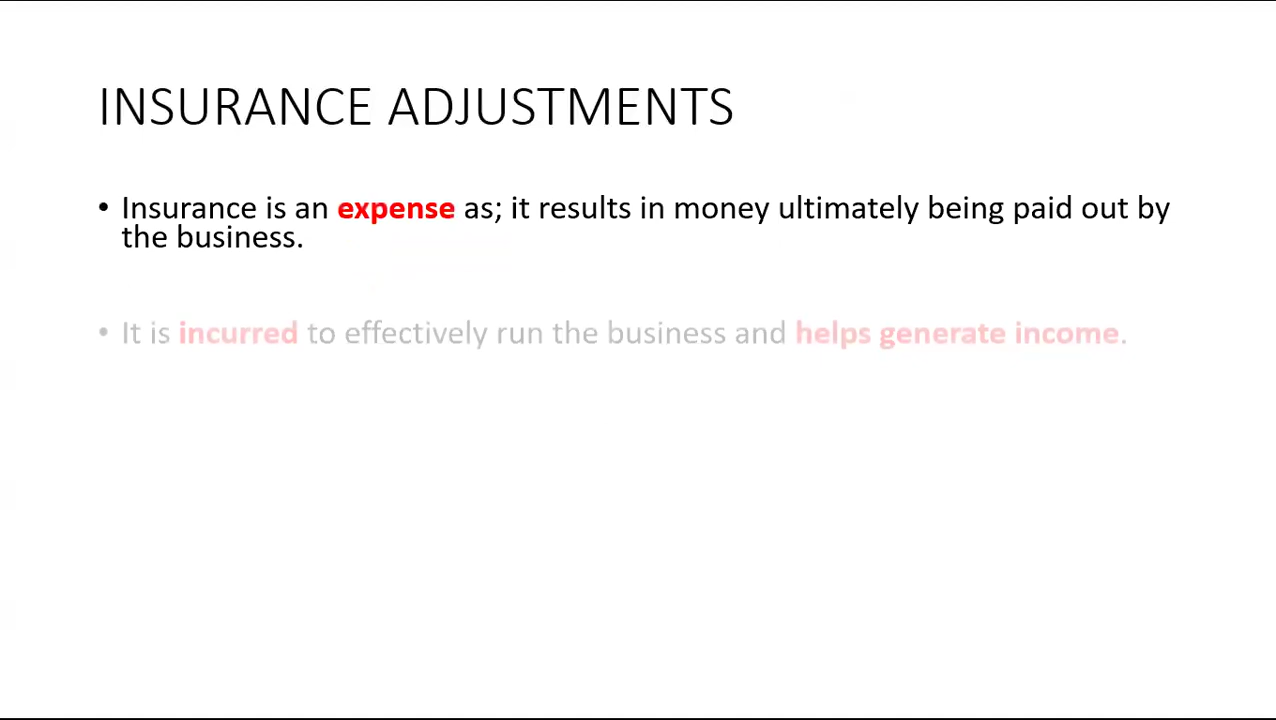 INSURANCE ADJUSTMENTS
• Insurance is an expense as; it results in money ultimately being paid out by
the business.
• It is incurred to effectively run the business and helps generate income.